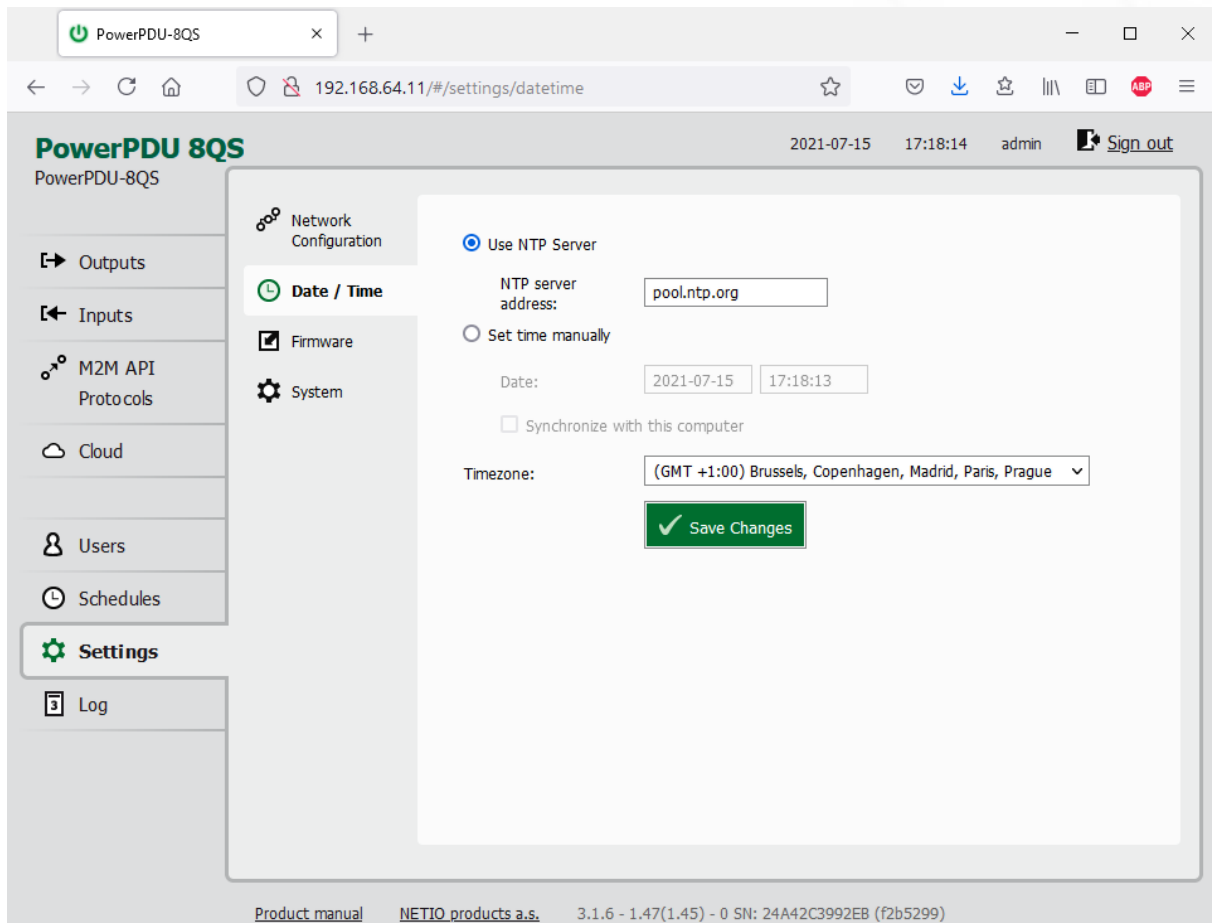 PowerPDU-8QS
192.168.64.11/#/settings/datetime
ABP
PowerPDU 8QS
PowerPDU-8QS
2021-07-15 17:18:14 admin Sign out
Outputs
Inputs
M2M API
Protocols
Cloud
Users
Schedules
Settings
3
Log
Network
Configuration
Date / Time
Firmware
System
Use NTP Server
NTP server
address:
pool.ntp.org
Set time manually
Date:
2021-07-15
17:18:13
Synchronize with this computer
Timezone:
(GMT +1:00) Brussels, Copenhagen, Madrid, Paris, Prague
Save Changes
Product manual NETIO products a.s. 3.1.6 - 1.47(1.45) - 0 SN: 24A42C3992EB (f2b5299)